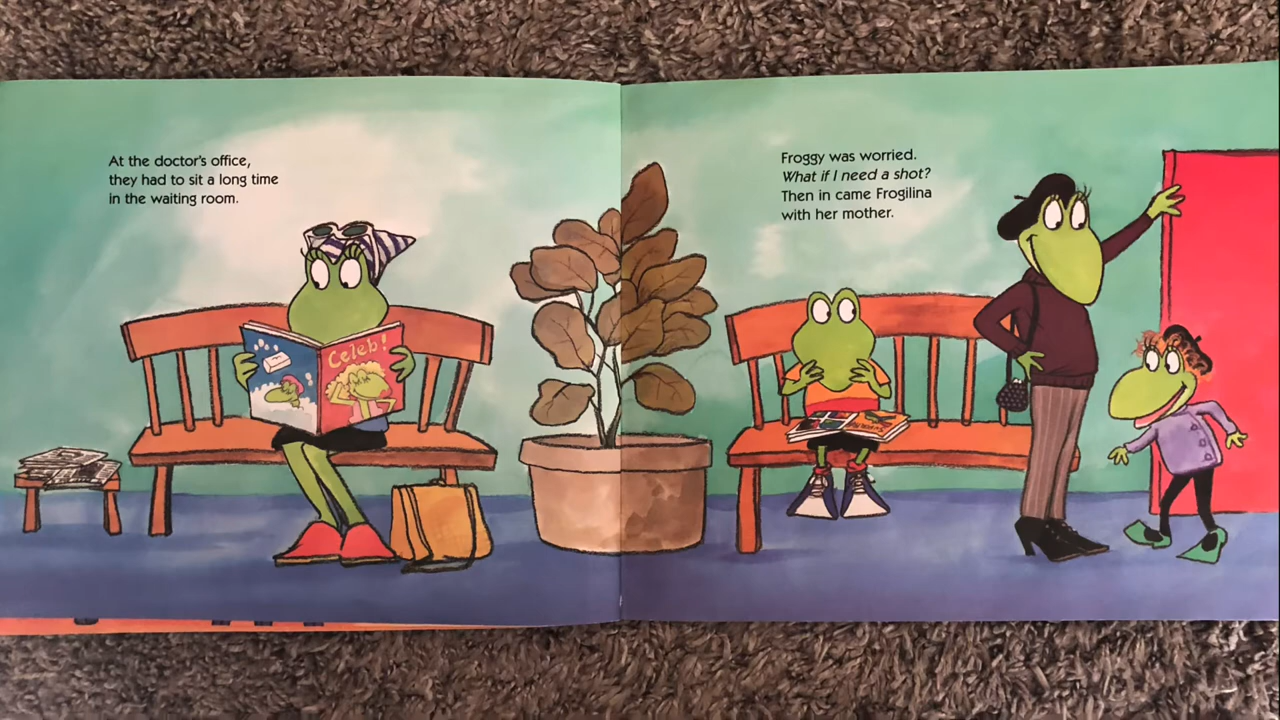 At the doctor's office,
they had to sit a long time
in the waiting room.
Celeb!
Froggy was worried.
What if I need a shot?
Then in came Frogilina
with her mother.